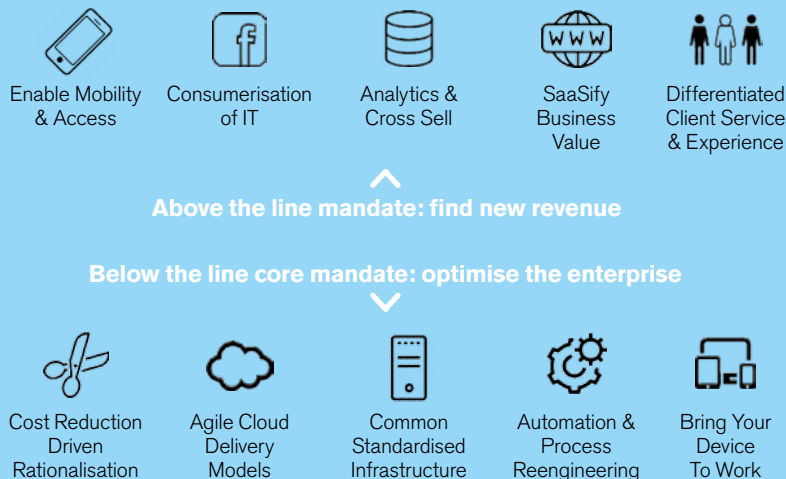 WWW
Enable Mobility
& Access
Consumerisation
of IT
Analytics &
Cross Sell
SaaSify
Business
Value
Differentiated
Client Service
& Experience
Above the line mandate: find new revenue
Below the line core mandate: optimise the enterprise
Cost Reduction
Driven
Rationalisation
Agile Cloud
Delivery
Models
Common
Standardised
Infrastructure
Automation &
Process
Reengineering
Bring Your
Device
To Work